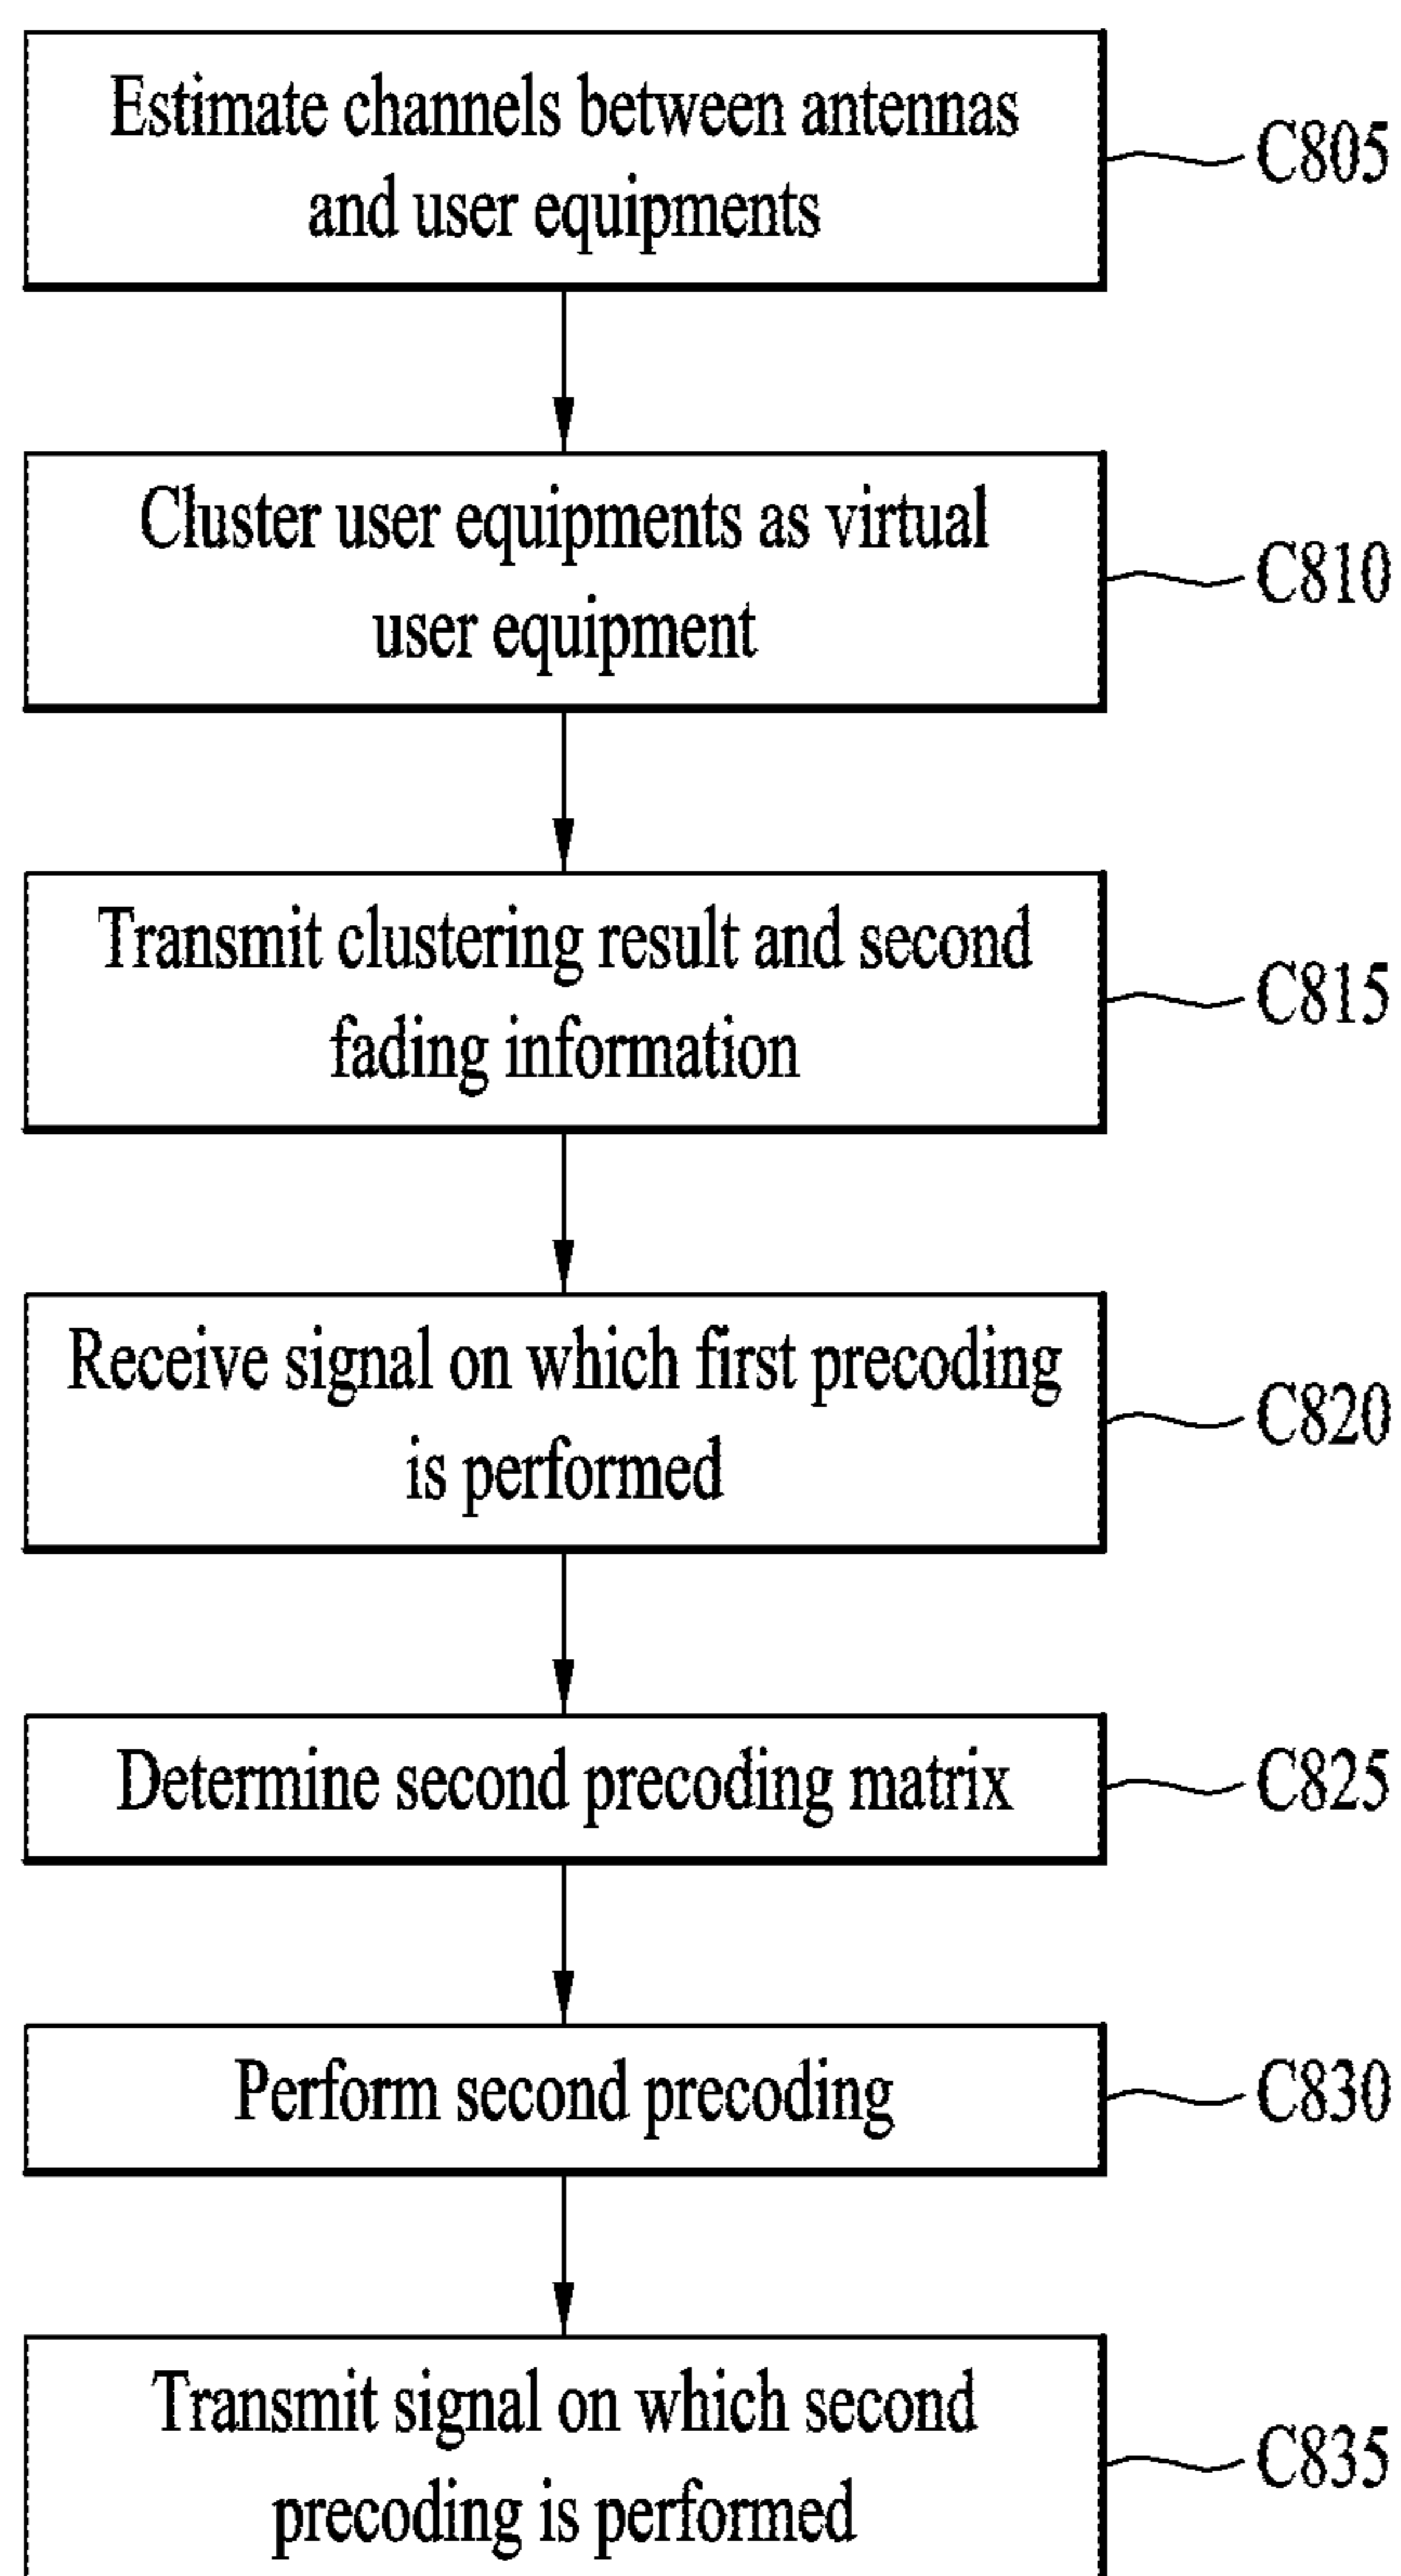 Estimate channels between antennas
and user equipments
C805
Cluster user equipments as virtual
user equipment
C810
Transmit clustering result and second
fading information
C815
Receive signal on which first precoding
is performed
C820
Determine second precoding matrix
C825
Perform second precoding
C830
Transmit signal on which second
precoding is performed
C835